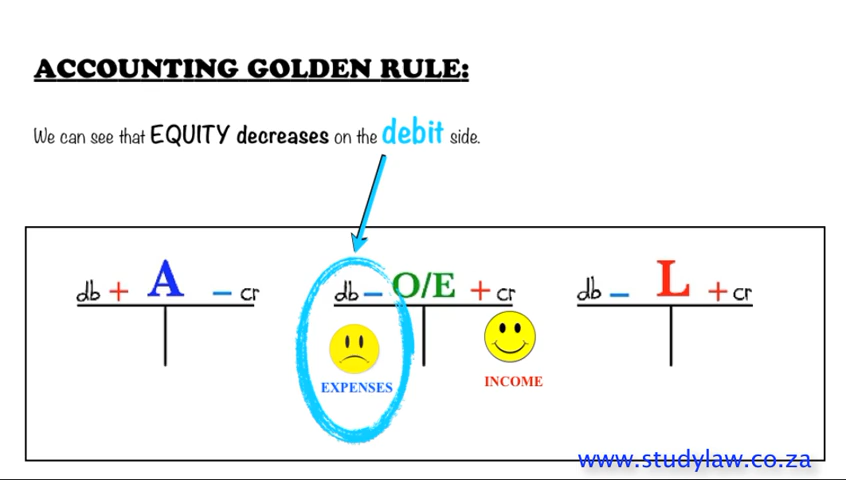 ACCOUNTING GOLDEN RULE:
We can see that EQUITY decreases on the debit side.
db + A - cr db - O/E + cr db - L + cr
EXPENSES INCOME
www.studylaw.co.za